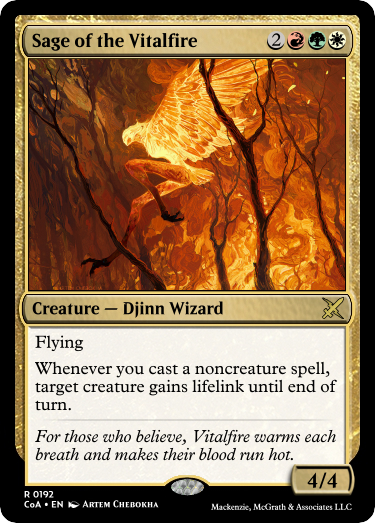 Sage of the Vitalfire 2
Creature — Djinn Wizard
Flying
Whenever you cast a noncreature spell,
target creature gains lifelink until end of
turn.
For those who believe, Vitalfire warms each
breath and makes their blood run hot.
4/4
R 0192
CoA • EN Artem Chebokha
Mackenzie, McGrath & Associates LLC